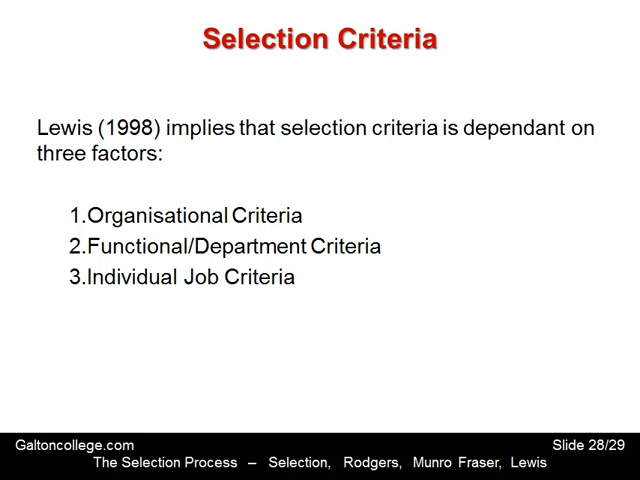 Selection Criteria
Lewis (1998) implies that selection criteria is dependant on
three factors:
1.Organisational Criteria
2.Functional/Department Criteria
3.Individual Job Criteria
Galtoncollege.com Slide 28/29
The Selection Process – Selection, Rodgers, Munro Fraser, Lewis